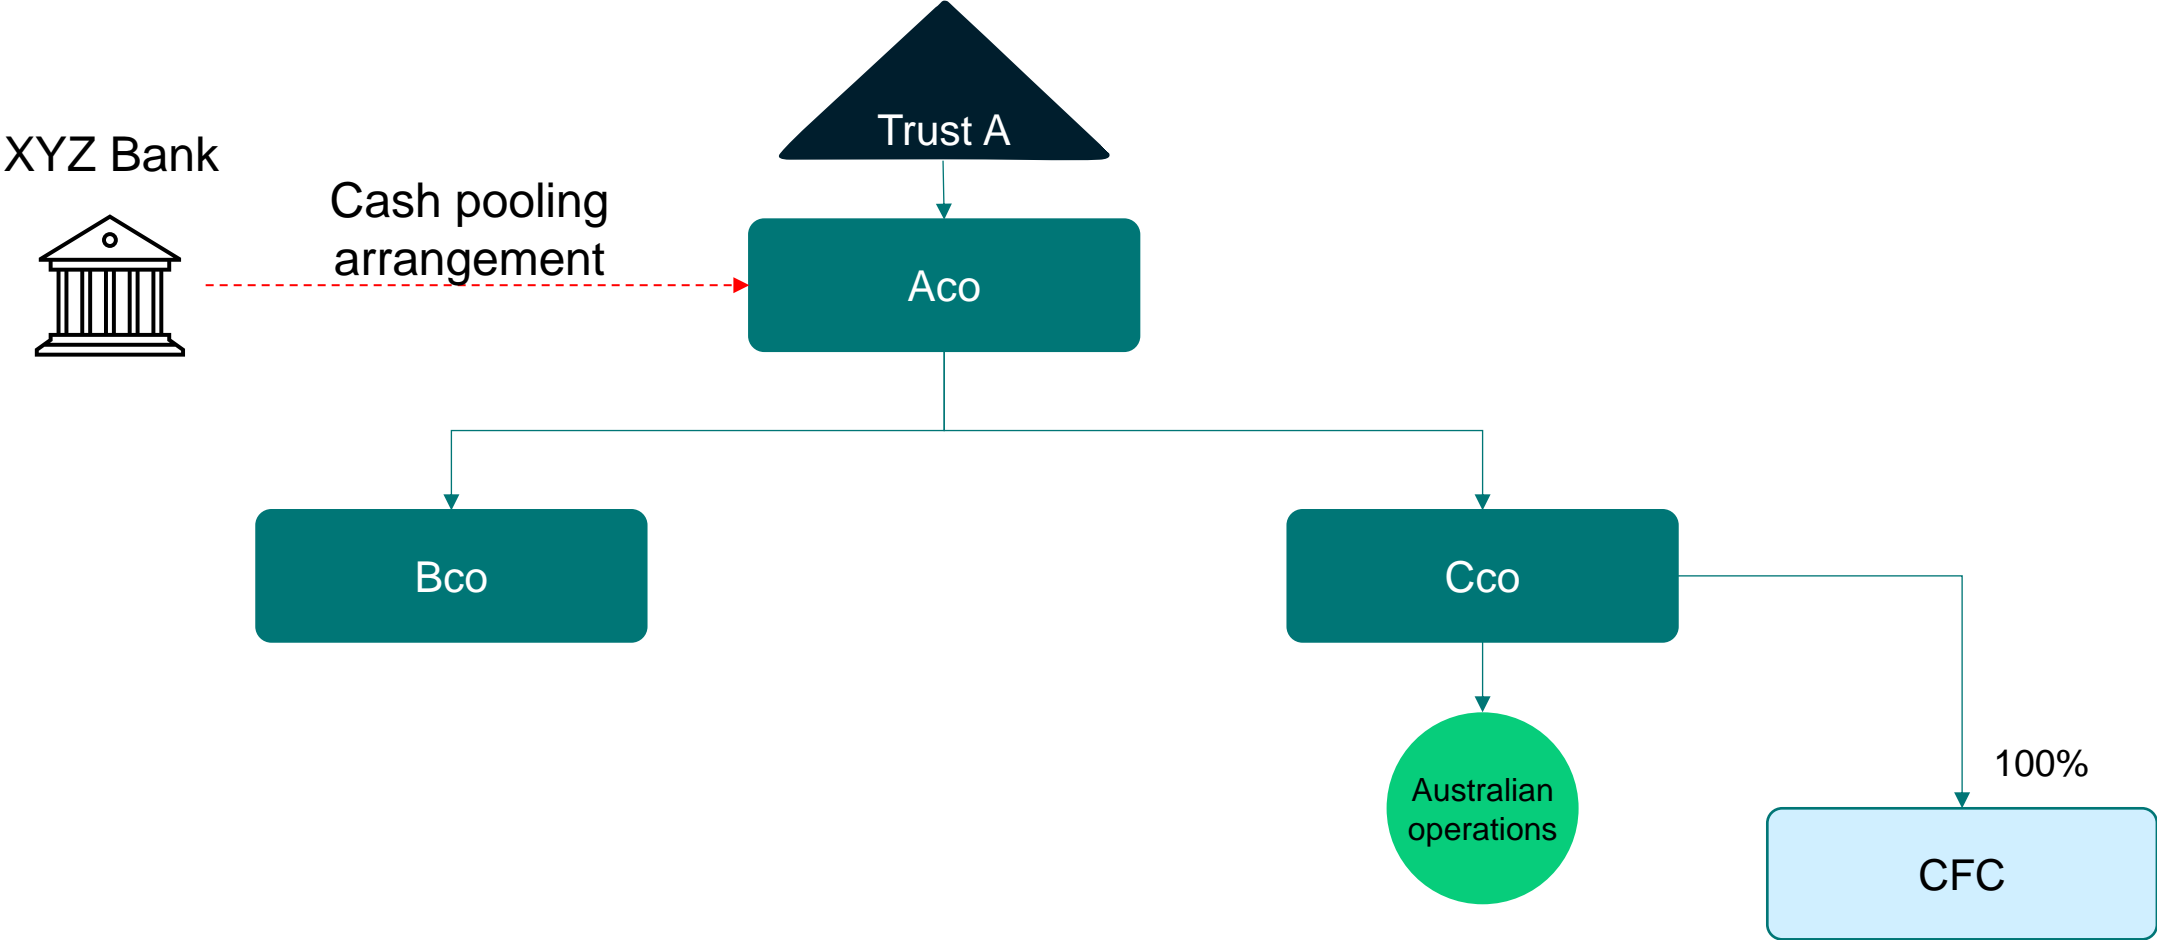 Trust A
XYZ Bank
Cash pooling
arrangement
Aco
Bco
Cco
Australian
operations
100%
CFC